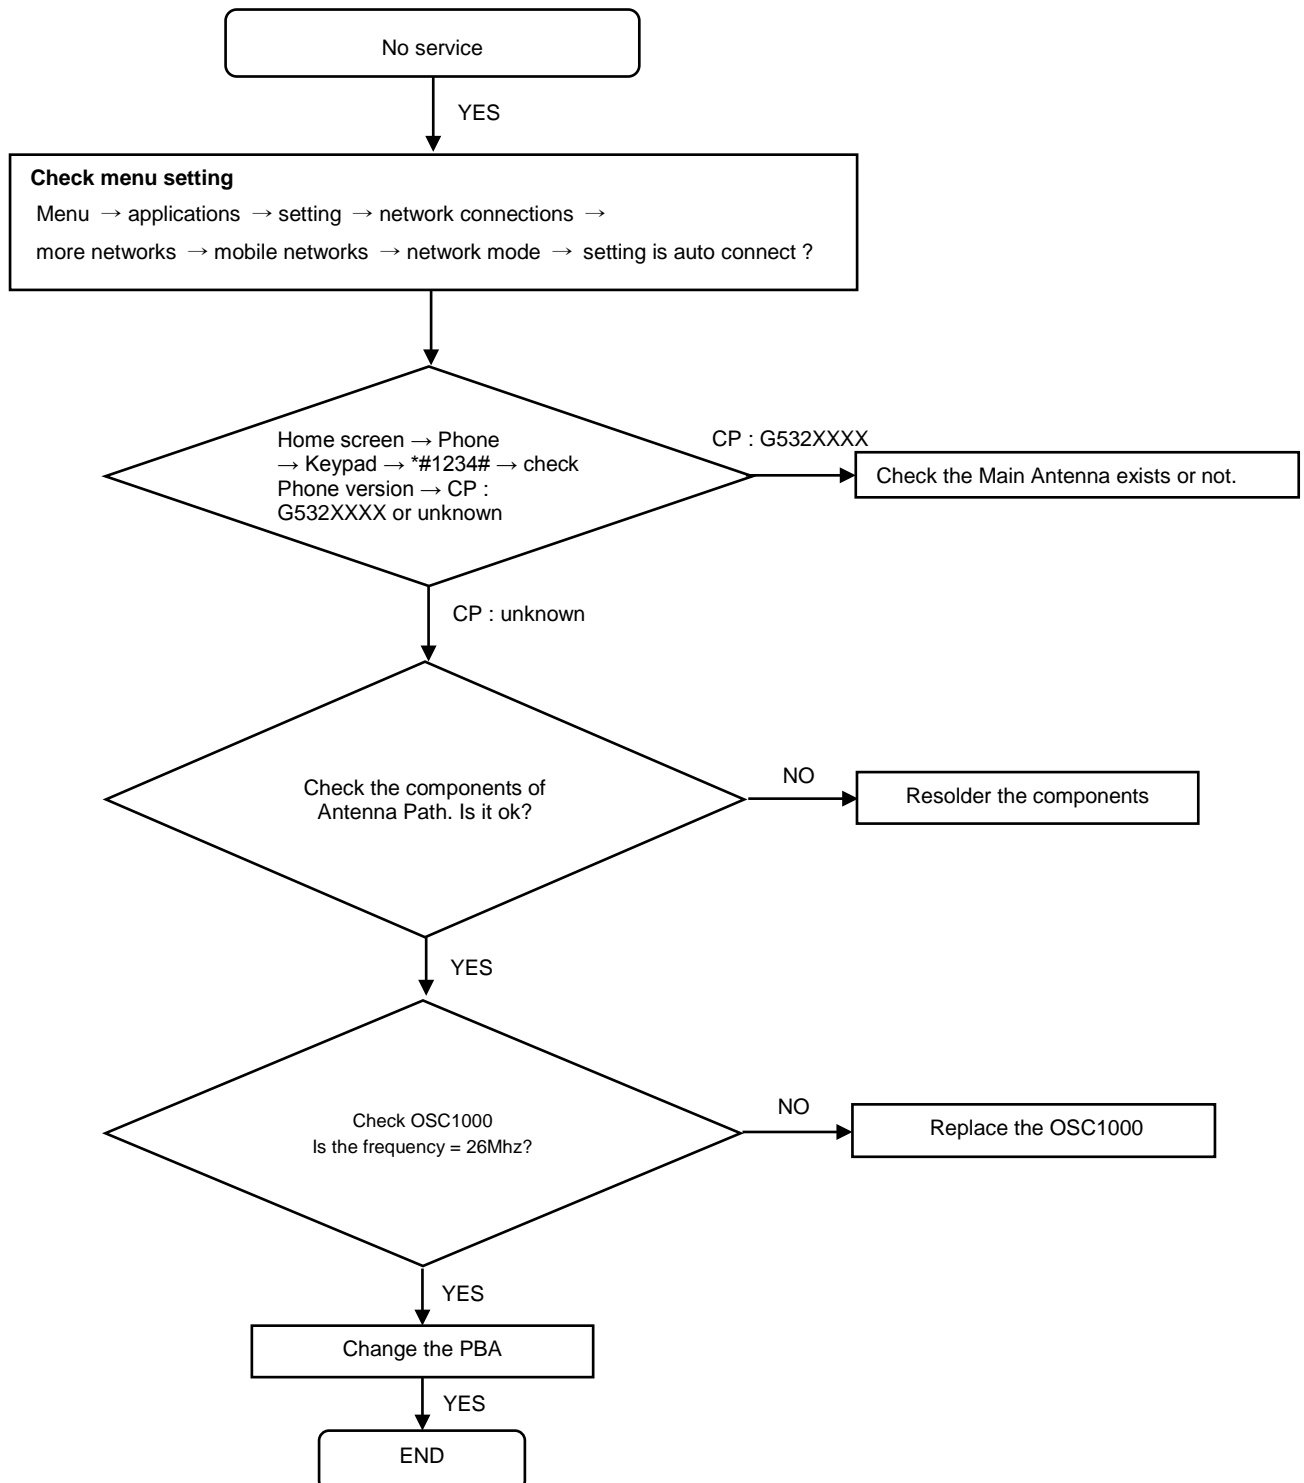 No service
YES
Check menu setting
Menu → applications → setting → network connections →
more networks → mobile networks → network mode → setting is auto connect ?
Home screen → Phone
→ Keypad → *#1234# → check
Phone version → CP :
G532XXXX or unknown
CP : G532XXXX
Check the Main Antenna exists or not.
CP : unknown
Check the components of
Antenna Path. Is it ok?
NO
Resolder the components
YES
Check OSC1000
Is the frequency = 26Mhz?
NO
Replace the OSC1000
YES
Change the PBA
YES
END